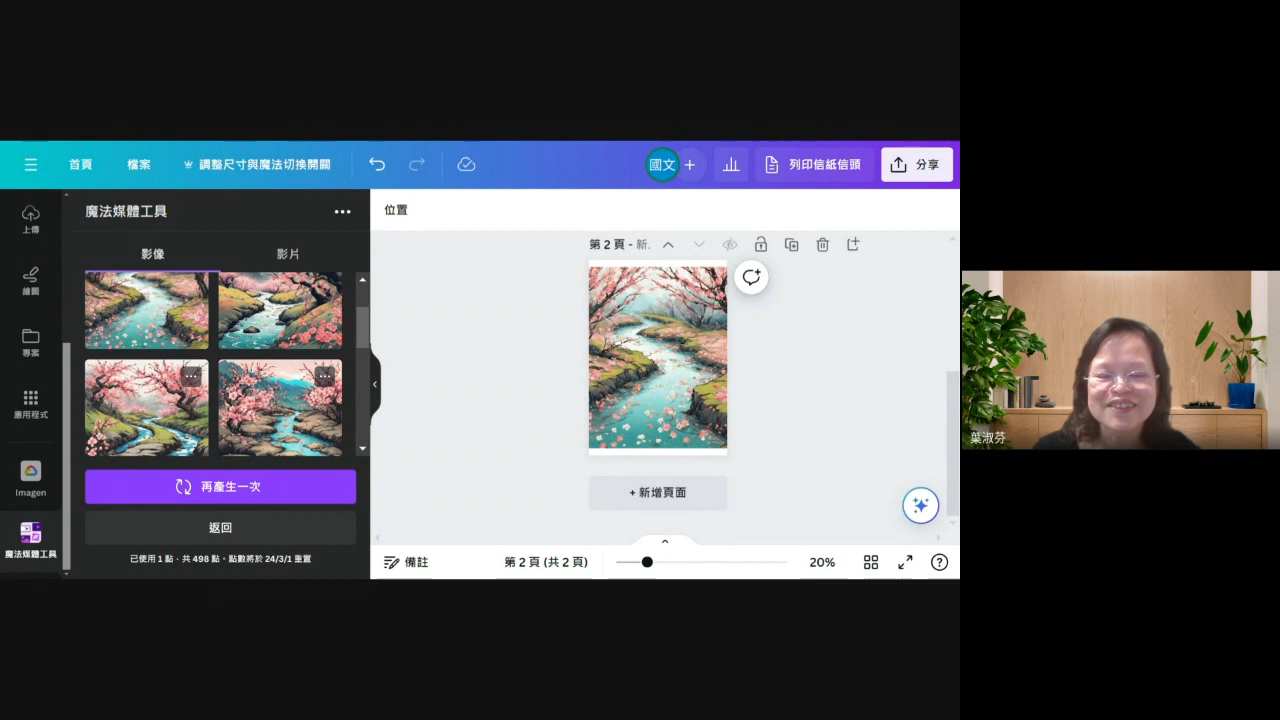 首頁
檔案
調整尺寸與魔法切換開關
國文
列印信紙信頭
分享
上傳
繪圖
專案
應用程式
Imagen
魔法媒體工具
魔法媒體工具
影像
影片
再產生一次
返回
已使用 1 點,共 498 點。點數將於 24/3/1 重置
位置
第 2 頁 - 新.
+ 新增頁面
備註
第 2 頁 (共 2 頁)
20%
葉淑芬